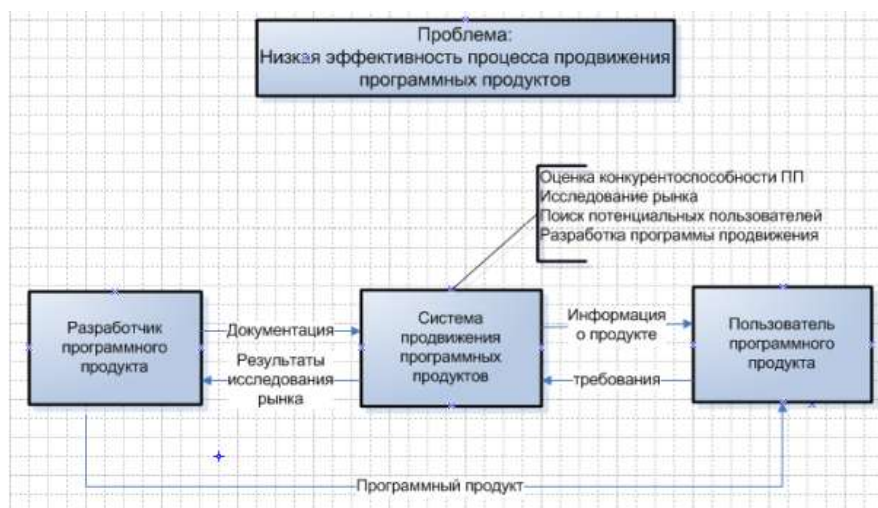 Проблема:
Низкая эффективность процесса продвижения
программных продуктов
Оценка конкурентоспособности ПП
Исследование рынка
Поиск потенциальных пользователей
Разработка программы продвижения
Разработчик
программного
продукта
Документация
Результаты
исследования
рынка
Система
продвижения
программных
продуктов
Информация
о продукте
требования
Пользователь
программного
продукта
Программный продукт